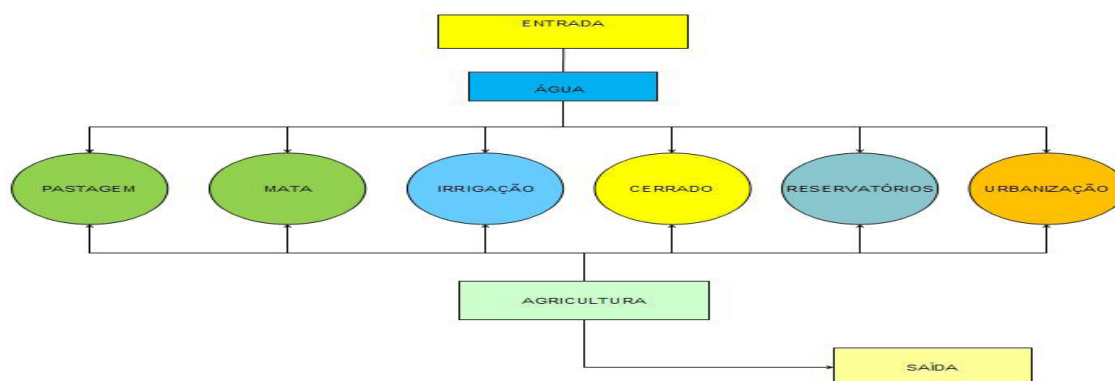 ENTRADA
ÁGUA
PASTAGEM
MATA
IRRIGAÇÃO
CERRADO
RESERVATÓRIOS
URBANIZAÇÃO
AGRICULTURA
SAÍDA